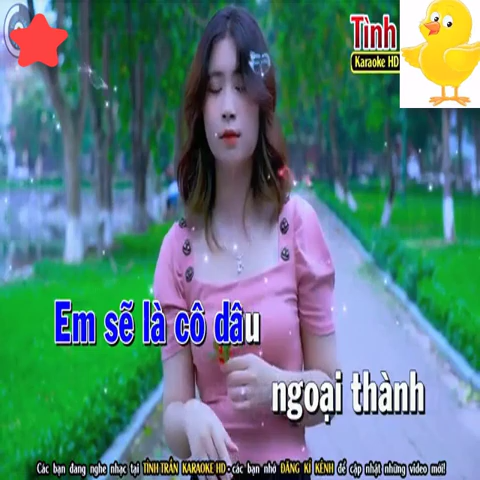 Tình
Karaoke HD
Em sẽ là cô dâu
ngoại thành
Các bạn đang nghe nhạc tại TÌNH TRẦN KARAOKE HD - các bạn nhớ ĐĂNG KÍ KÊNH để cập nhật những video mới!